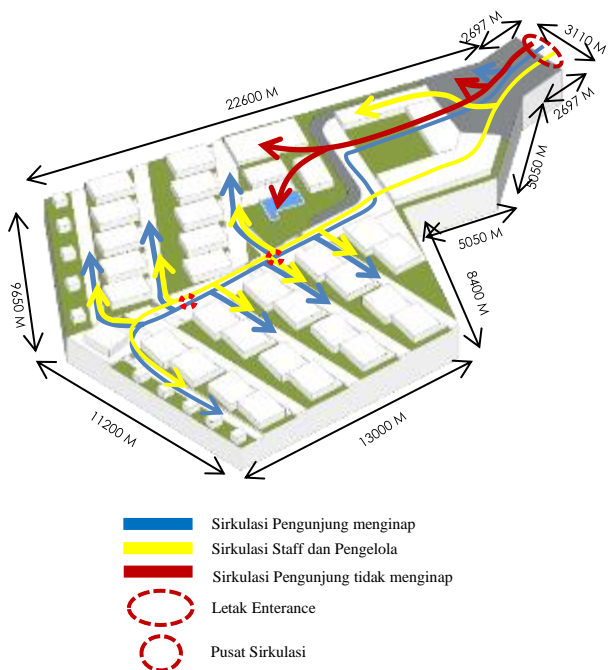 2697 M
3110 M
22600 M
2697 M
5050 M
5050 M
9650 M
8400 M
11200 M
13000 M
Sirkulasi Pengunjung menginap
Sirkulasi Staff dan Pengelola
Sirkulasi Pengunjung tidak menginap
Letak Enterance
Pusat Sirkulasi